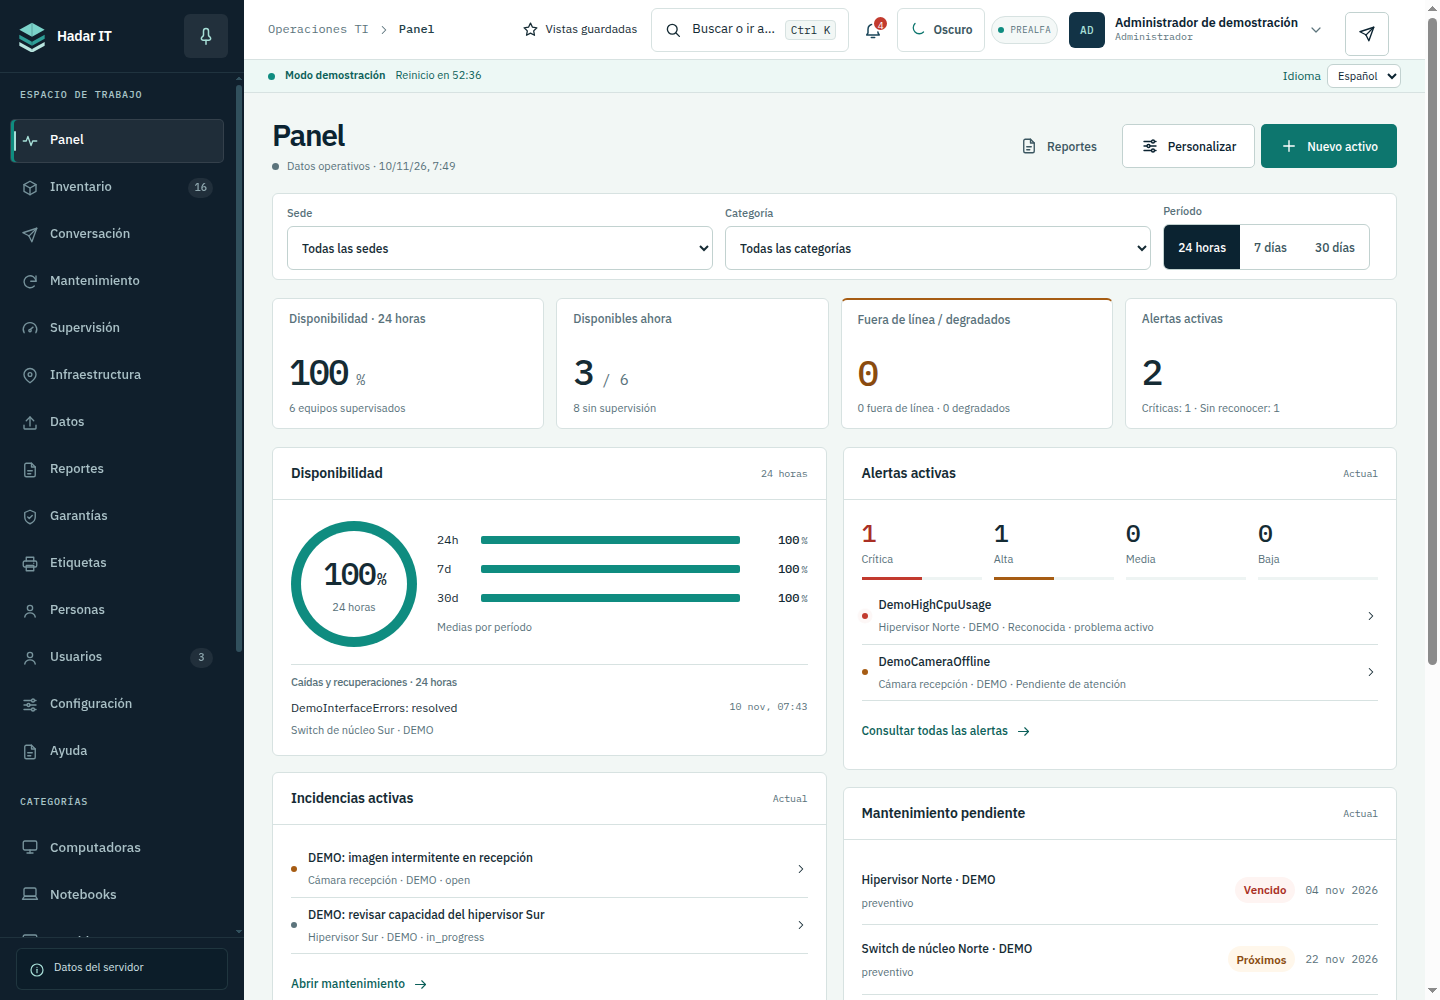 Hadar IT
ESPACIO DE TRABAJO
Panel
Inventario 16
Conversación
Mantenimiento
Supervisión
Infraestructura
Datos
Reportes
Garantías
Etiquetas
Personas
Usuarios 3
Configuración
Ayuda
CATEGORÍAS
Computadoras
Notebooks
Datos del servidor
Operaciones TI > Panel
Vistas guardadas
Buscar o ir a... Ctrl K
4
Oscuro
PREALFA
AD
Administrador de demostración
Administrador
Modo demostración Reinicio en 52:36
Idioma Español
Panel
Datos operativos · 10/11/26, 7:49
Reportes
Personalizar
Nuevo activo
Sede
Todas las sedes
Categoría
Todas las categorías
Período
24 horas 7 días 30 días
Disponibilidad · 24 horas
100 %
6 equipos supervisados
Disponibles ahora
3 / 6
8 sin supervisión
Fuera de línea / degradados
0
0 fuera de línea · 0 degradados
Alertas activas
2
Críticas: 1 · Sin reconocer: 1
Disponibilidad 24 horas
100%
24 horas
24h 100%
7d 100%
30d 100%
Medias por período
Caídas y recuperaciones · 24 horas
DemoInterfaceErrors: resolved 10 nov, 07:43
Switch de núcleo Sur · DEMO
Alertas activas Actual
1 1 0 0
Crítica Alta Media Baja
DemoHighCpuUsage
Hipervisor Norte · DEMO · Reconocida · problema activo
DemoCameraOffline
Cámara recepción · DEMO · Pendiente de atención
Consultar todas las alertas
Incidencias activas Actual
DEMO: imagen intermitente en recepción
Cámara recepción · DEMO · open
DEMO: revisar capacidad del hipervisor Sur
Hipervisor Sur · DEMO · in_progress
Abrir mantenimiento
Mantenimiento pendiente Actual
Hipervisor Norte · DEMO
preventivo
Vencido 04 nov 2026
Switch de núcleo Norte · DEMO
preventivo
Próximos 22 nov 2026